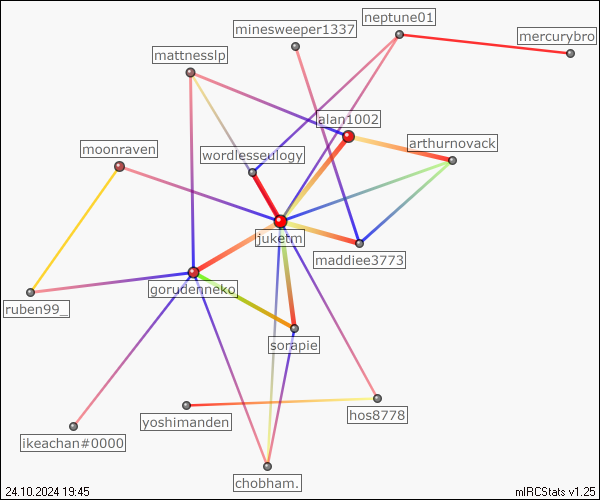 neptune01
minesweeper1337
mercurybro
mattnesslp
alan1002
arthurnovack
moonraven
wordlesseulogy
juketm
maddiee3773
gorudenneko
ruben99_
sorapie
hos8778
yoshimanden
ikeachan#0000
chobham.
24.10.2024 19:45
mIRCStats v1.25